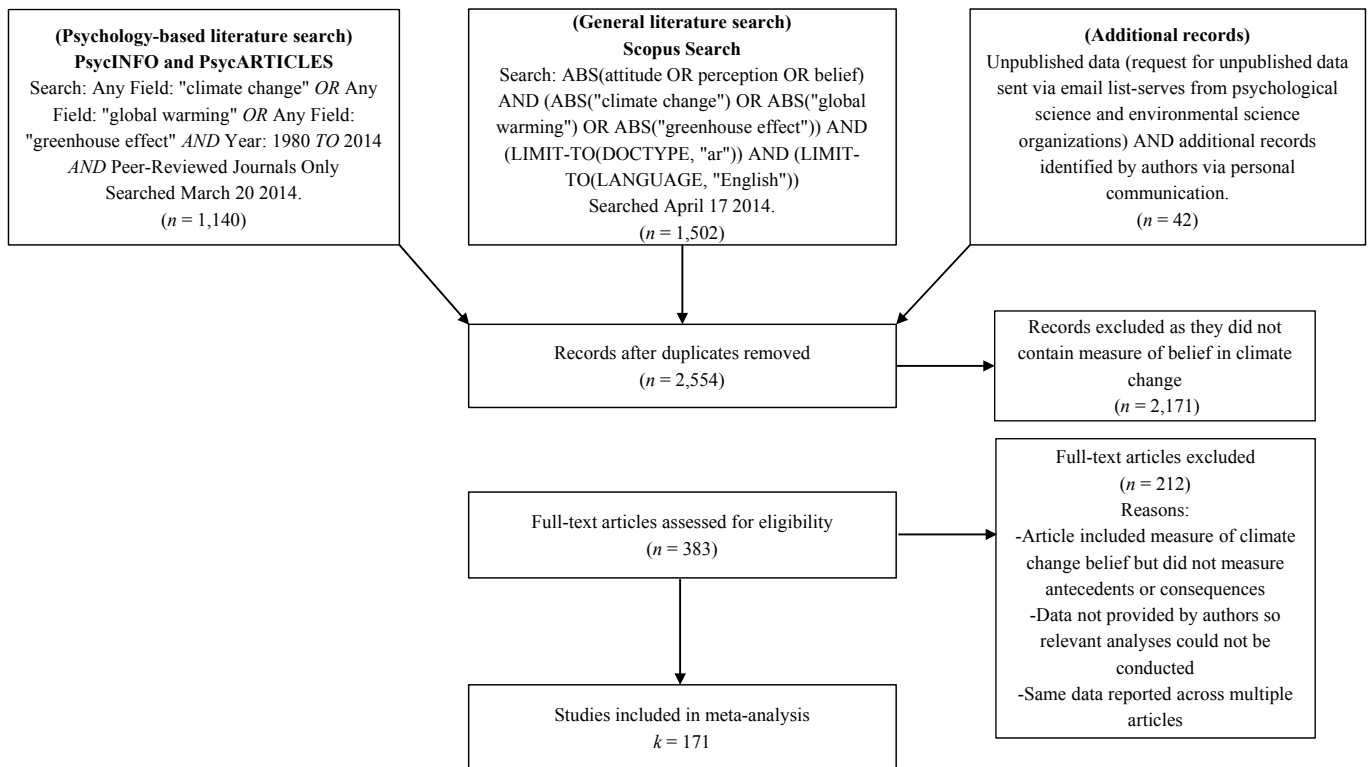 (Psychology-based literature search)
PsycINFO and PsycARTICLES
Search: Any Field: "climate change" OR Any
Field: "global warming" OR Any Field:
"greenhouse effect" AND Year: 1980 TO 2014
AND Peer-Reviewed Journals Only
Searched March 20 2014.
(n = 1,140)
(General literature search)
Scopus Search
Search: ABS(attitude OR perception OR belief)
AND (ABS("climate change") OR ABS("global
warming") OR ABS("greenhouse effect")) AND
(LIMIT-TO(DOCTYPE, "ar")) AND (LIMIT-
TO(LANGUAGE, "English"))
Searched April 17 2014.
(n = 1,502)
(Additional records)
Unpublished data (request for unpublished data
sent via email list-serves from psychological
science and environmental science
organizations) AND additional records
identified by authors via personal
communication.
(n = 42)
Records after duplicates removed
(n = 2,554)
Records excluded as they did not
contain measure of belief in climate
change
(n = 2,171)
Full-text articles assessed for eligibility
(n = 383)
Full-text articles excluded
(n = 212)
Reasons:
-Article included measure of climate
change belief but did not measure
antecedents or consequences
-Data not provided by authors so
relevant analyses could not be
conducted
-Same data reported across multiple
articles
Studies included in meta-analysis
k = 171